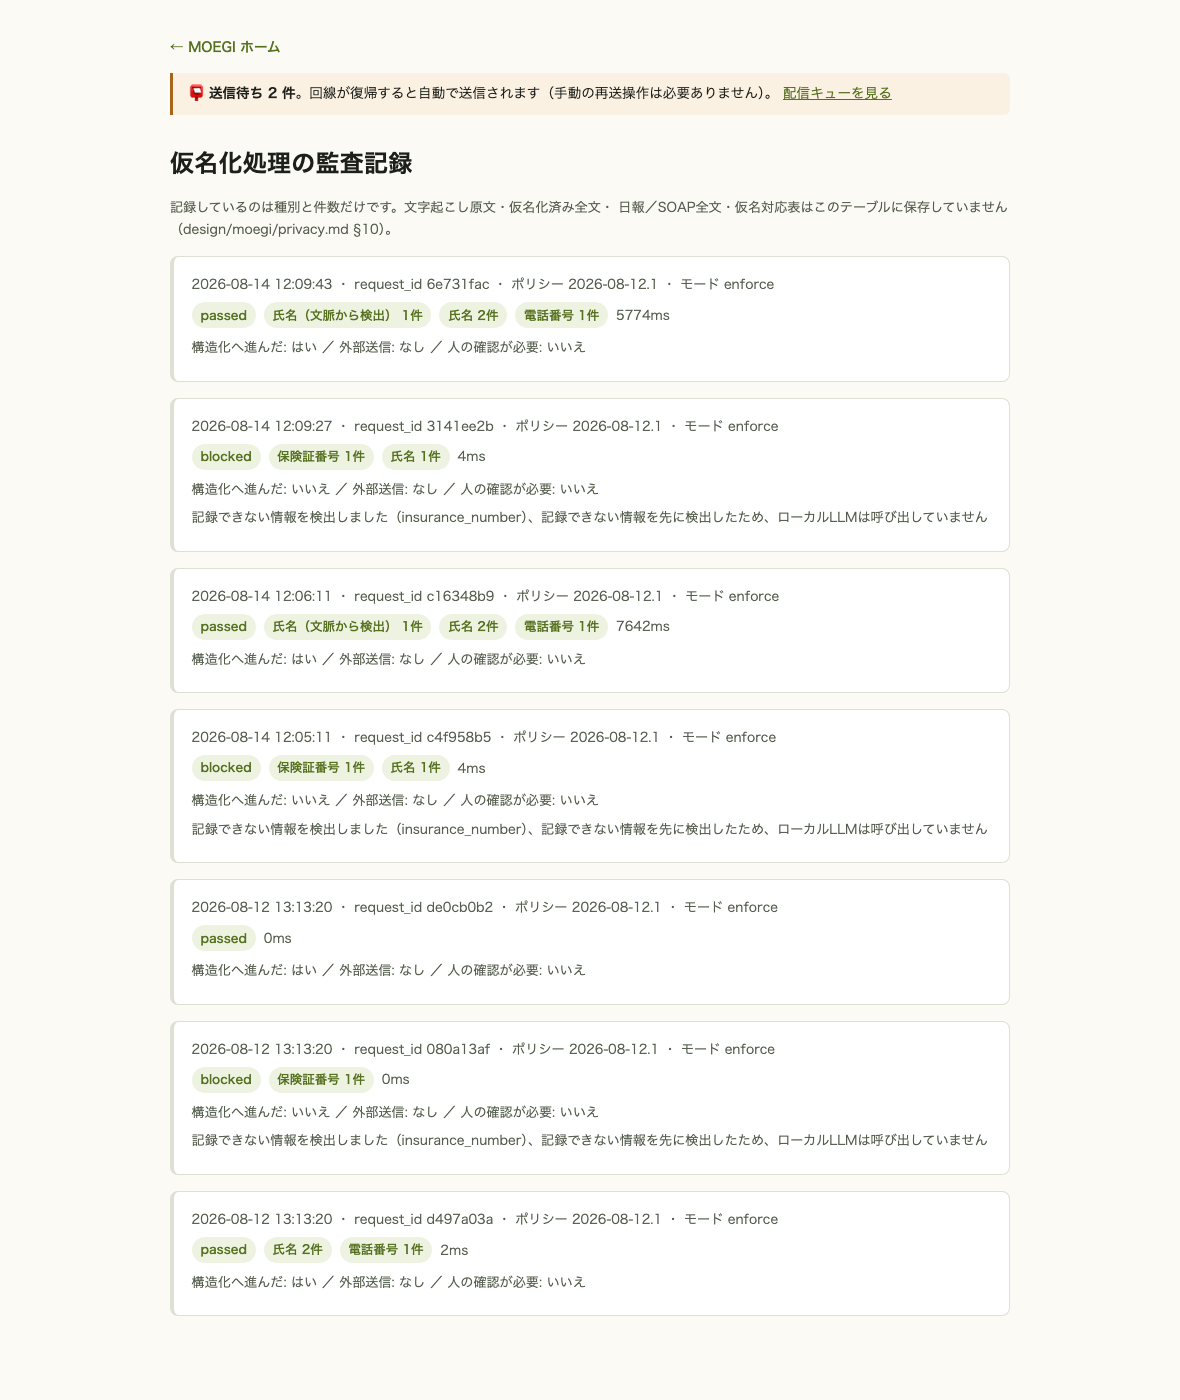 ← MOEGI ホーム
📮 送信待ち 2 件。回線が復帰すると自動で送信されます（手動の再送操作は必要ありません）。 配信キューを見る
仮名化処理の監査記録
記録しているのは種別と件数だけです。文字起こし原文・仮名化済み全文・ 日報／SOAP全文・仮名対応表はこのテーブルに保存していません
（design/moegi/privacy.md §10）。
2026-08-14 12:09:43 ・ request_id 6e731fac ・ ポリシー 2026-08-12.1 ・ モード enforce
passed 氏名（文脈から検出） 1件 氏名 2件 電話番号 1件 5774ms
構造化へ進んだ: はい ／ 外部送信: なし ／ 人の確認が必要: いいえ
2026-08-14 12:09:27 ・ request_id 3141ee2b ・ ポリシー 2026-08-12.1 ・ モード enforce
blocked 保険証番号 1件 氏名 1件 4ms
構造化へ進んだ: いいえ ／ 外部送信: なし ／ 人の確認が必要: いいえ
記録できない情報を検出しました（insurance_number）、記録できない情報を先に検出したため、ローカルLLMは呼び出していません
2026-08-14 12:06:11 ・ request_id c16348b9 ・ ポリシー 2026-08-12.1 ・ モード enforce
passed 氏名（文脈から検出） 1件 氏名 2件 電話番号 1件 7642ms
構造化へ進んだ: はい ／ 外部送信: なし ／ 人の確認が必要: いいえ
2026-08-14 12:05:11 ・ request_id c4f958b5 ・ ポリシー 2026-08-12.1 ・ モード enforce
blocked 保険証番号 1件 氏名 1件 4ms
構造化へ進んだ: いいえ ／ 外部送信: なし ／ 人の確認が必要: いいえ
記録できない情報を検出しました（insurance_number）、記録できない情報を先に検出したため、ローカルLLMは呼び出していません
2026-08-12 13:13:20 ・ request_id de0cb0b2 ・ ポリシー 2026-08-12.1 ・ モード enforce
passed 0ms
構造化へ進んだ: はい ／ 外部送信: なし ／ 人の確認が必要: いいえ
2026-08-12 13:13:20 ・ request_id 080a13af ・ ポリシー 2026-08-12.1 ・ モード enforce
blocked 保険証番号 1件 0ms
構造化へ進んだ: いいえ ／ 外部送信: なし ／ 人の確認が必要: いいえ
記録できない情報を検出しました（insurance_number）、記録できない情報を先に検出したため、ローカルLLMは呼び出していません
2026-08-12 13:13:20 ・ request_id d497a03a ・ ポリシー 2026-08-12.1 ・ モード enforce
passed 氏名 2件 電話番号 1件 2ms
構造化へ進んだ: はい ／ 外部送信: なし ／ 人の確認が必要: いいえ